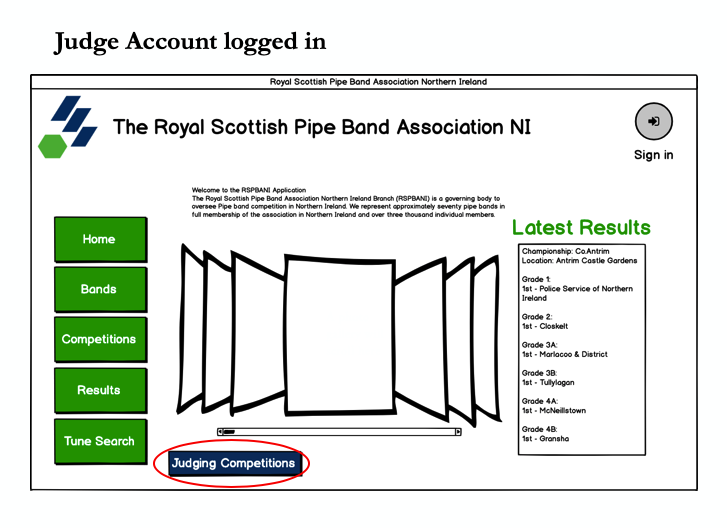 Judge Account logged in
Royal Scottish Pipe Band Association Northern Ireland
The Royal Scottish Pipe Band Association NI
Sign in
Welcome to the RSPBANI Application
The Royal Scottish Pipe Band Association Northern Ireland Branch (RSPBANI) is a governing body to
oversee Pipe band competition in Northern Ireland. We represent approximately seventy pipe bands in
full membership of the association in Northern Ireland and over three thousand individual members.
Home
Bands
Competitions
Results
Tune Search
Judging Competitions
Latest Results
Championship: Co.Antrim
Location: Antrim Castle Gardens
Grade 1:
1st - Police Service of Northern
Ireland
Grade 2:
1st - Closkelt
Grade 3A:
1st - Marlacoo & District
Grade 3B:
1st - Tullylagan
Grade 4A:
1st - McNeillstown
Grade 4B:
1st - Gransha